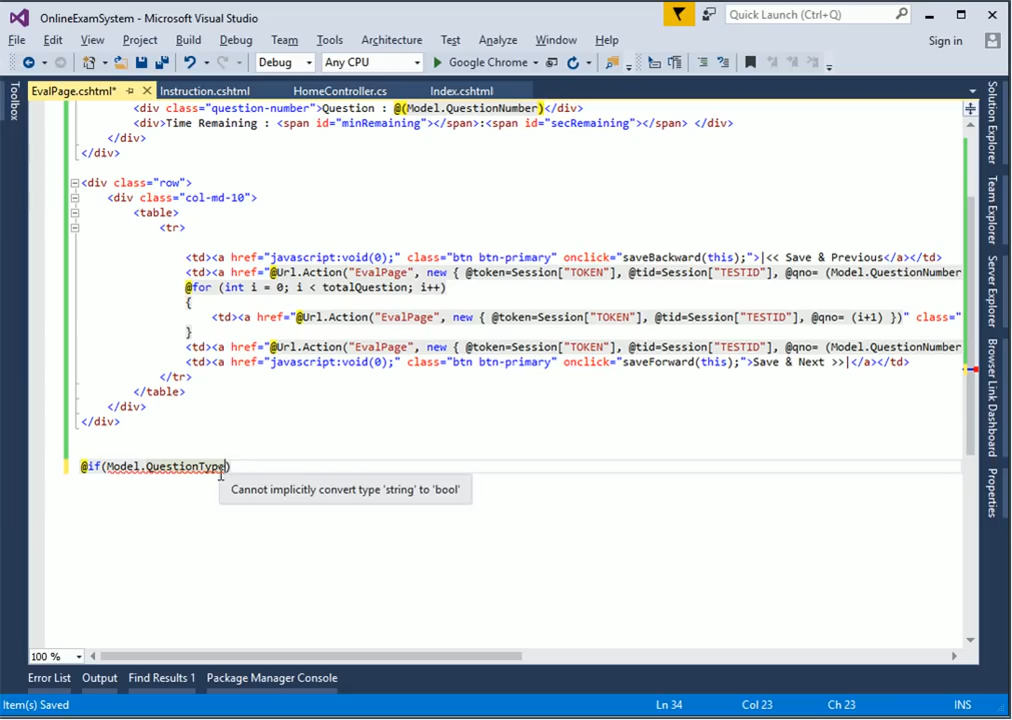 OnlineExamSystem - Microsoft Visual Studio
Quick Launch (Ctrl+Q)
File Edit View Project Build Debug Team Tools Architecture Test Analyze Window Help
Sign in
Debug Any CPU Google Chrome
EvalPage.cshtml* Instruction.cshtml HomeController.cs Index.cshtml
Toolbox
<div class="question-number">Question : @(Model.QuestionNumber)</div>
<div>Time Remaining : <span id="minRemaining"></span>:<span id="secRemaining"></span> </div>
</div>
</div>
<div class="row">
<div class="col-md-10">
<table>
<tr>
<td><a href="javascript:void(0);" class="btn btn-primary" onclick="saveBackward(this);">|<< Save & Previous</a></td>
<td><a href="@Url.Action("EvalPage", new { @token=Session["TOKEN"], @tid=Session["TESTID"], @qno= (Model.QuestionNumber
@for (int i = 0; i < totalQuestion; i++)
{
<td><a href="@Url.Action("EvalPage", new { @token=Session["TOKEN"], @tid=Session["TESTID"], @qno= (i+1) })" class="
}
<td><a href="@Url.Action("EvalPage", new { @token=Session["TOKEN"], @tid=Session["TESTID"], @qno= (Model.QuestionNumber
<td><a href="javascript:void(0);" class="btn btn-primary" onclick="saveForward(this);">Save & Next >>|</a></td>
</tr>
</table>
</div>
</div>
@if(Model.QuestionType)
Cannot implicitly convert type 'string' to 'bool'
Solution Explorer
Team Explorer
Server Explorer
Browser Link Dashboard
Properties
100 %
Error List Output Find Results 1 Package Manager Console
Item(s) Saved Ln 34 Col 23 Ch 23 INS